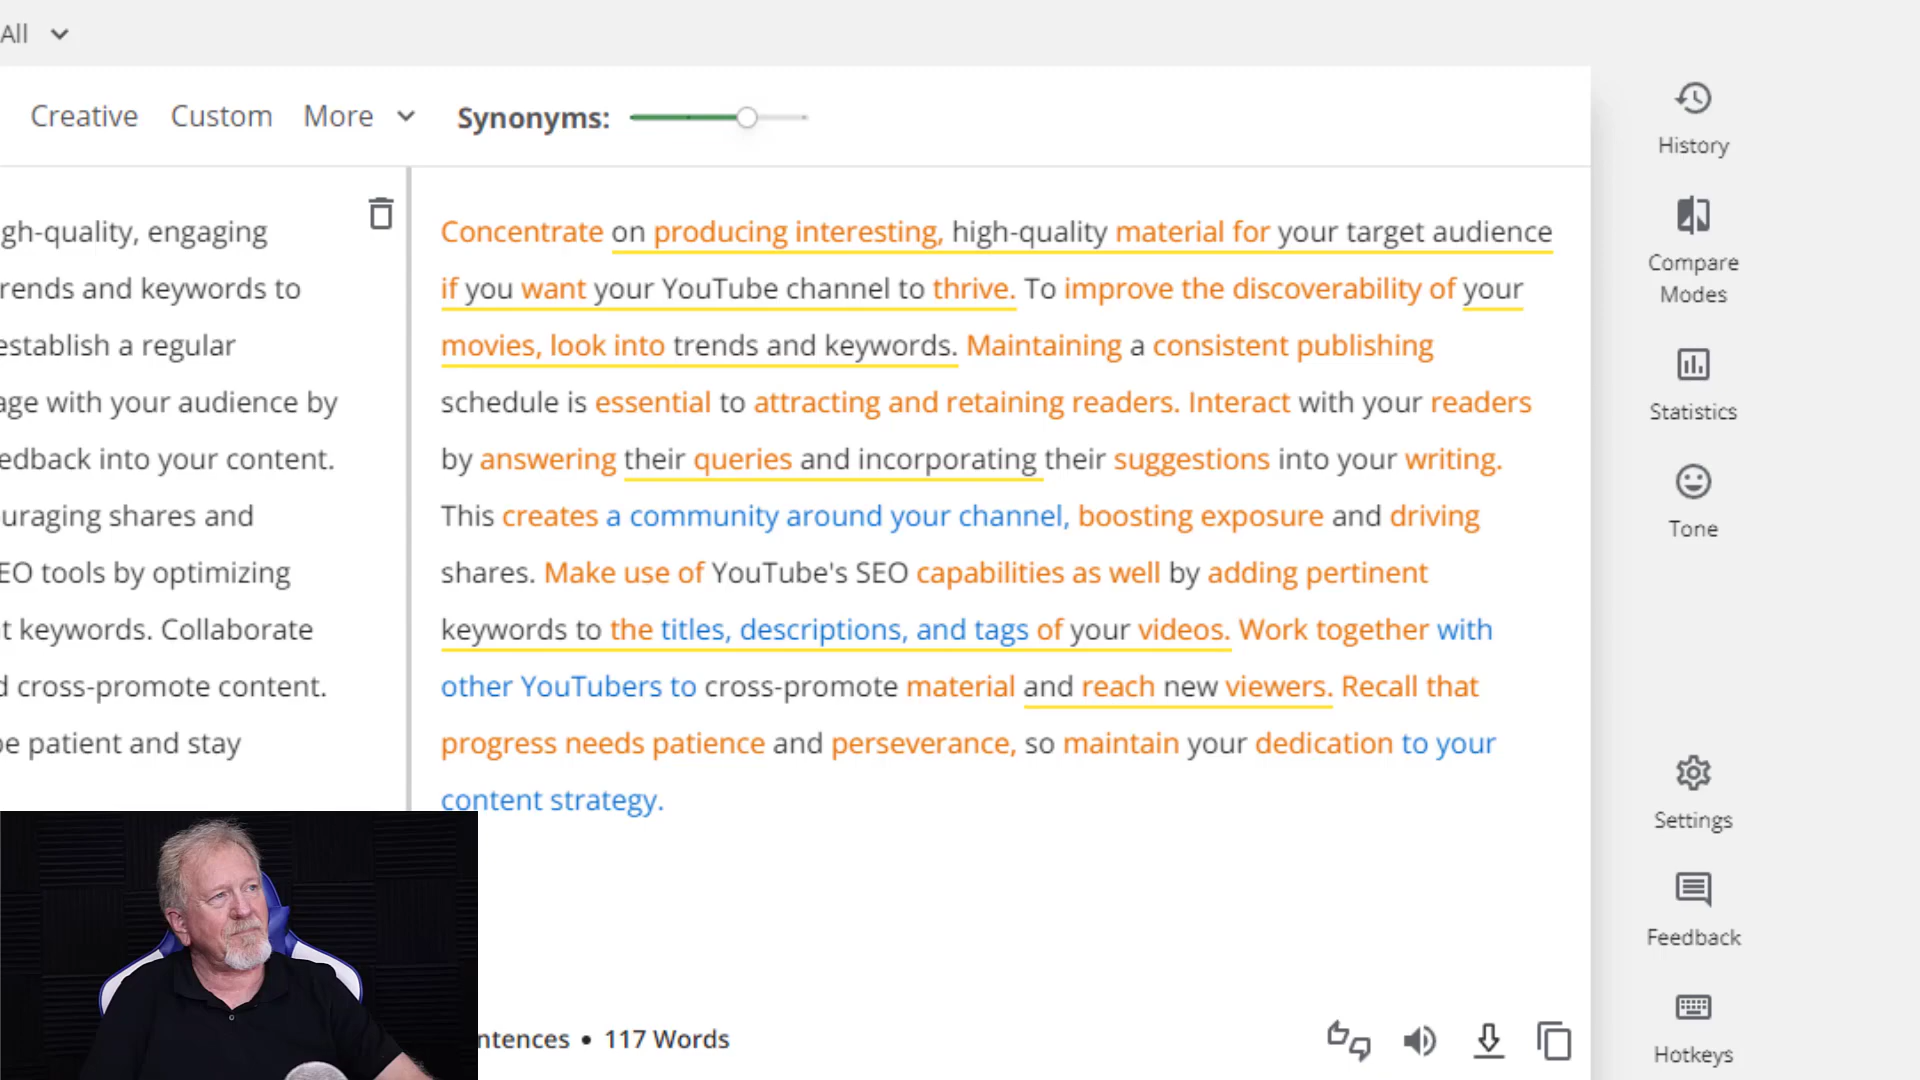 All
Creative Custom More Synonyms:
gh-quality, engaging
rends and keywords to
establish a regular
age with your audience by
edback into your content.
uraging shares and
EO tools by optimizing
t keywords. Collaborate
d cross-promote content.
be patient and stay
Concentrate on producing interesting, high-quality material for your target audience
if you want your YouTube channel to thrive. To improve the discoverability of your
movies, look into trends and keywords. Maintaining a consistent publishing
schedule is essential to attracting and retaining readers. Interact with your readers
by answering their queries and incorporating their suggestions into your writing.
This creates a community around your channel, boosting exposure and driving
shares. Make use of YouTube's SEO capabilities as well by adding pertinent
keywords to the titles, descriptions, and tags of your videos. Work together with
other YouTubers to cross-promote material and reach new viewers. Recall that
progress needs patience and perseverance, so maintain your dedication to your
content strategy.
ntences • 117 Words
History
Compare
Modes
Statistics
Tone
Settings
Feedback
Hotkeys